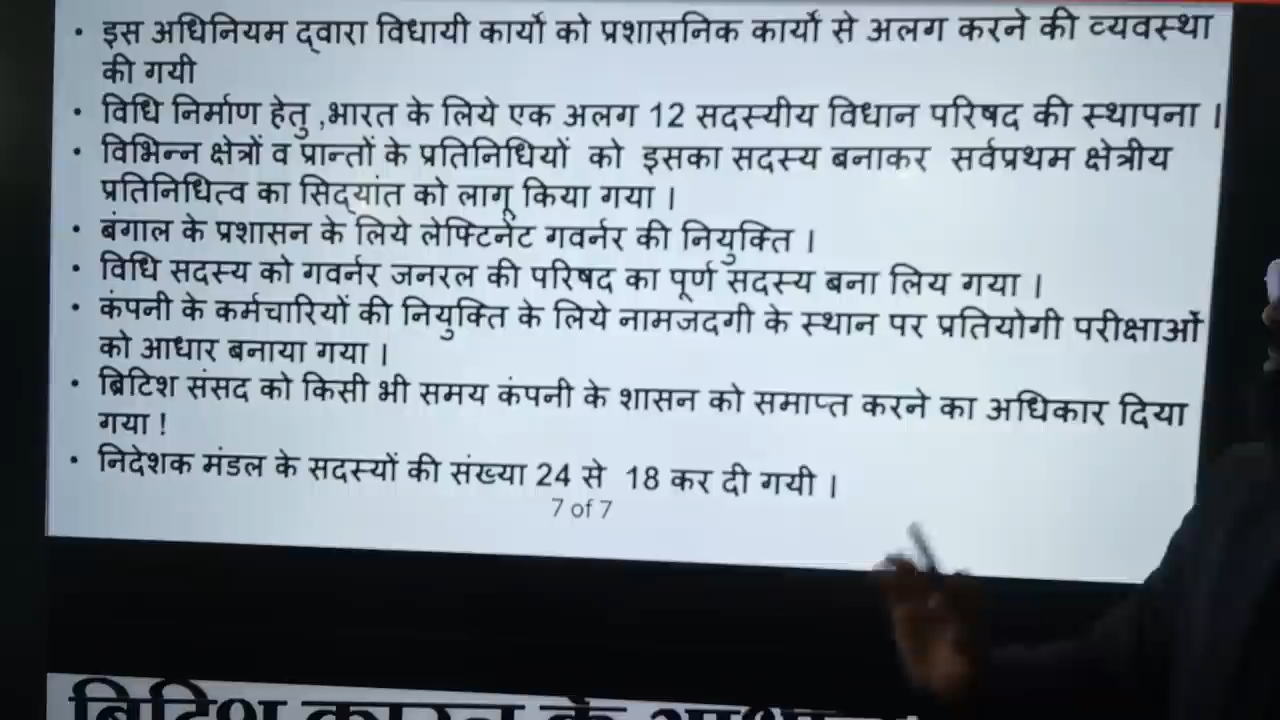 • इस अधिनियम द्वारा विधायी कार्यो को प्रशासनिक कार्यो से अलग करने की व्यवस्था
की गयी
• विधि निर्माण हेतु ,भारत के लिये एक अलग 12 सदस्यीय विधान परिषद की स्थापना ।
• विभिन्न क्षेत्रों व प्रान्तों के प्रतिनिधियों को इसका सदस्य बनाकर सर्वप्रथम क्षेत्रीय
प्रतिनिधित्व का सिद्यांत को लागू किया गया ।
• बंगाल के प्रशासन के लिये लेफ्टिनेंट गवर्नर की नियुक्ति ।
• विधि सदस्य को गवर्नर जनरल की परिषद का पूर्ण सदस्य बना लिय गया ।
• कंपनी के कर्मचारियों की नियुक्ति के लिये नामजदगी के स्थान पर प्रतियोगी परीक्षाओं
को आधार बनाया गया ।
• ब्रिटिश संसद को किसी भी समय कंपनी के शासन को समाप्त करने का अधिकार दिया
गया !
• निदेशक मंडल के सदस्यों की संख्या 24 से 18 कर दी गयी ।
7 of 7